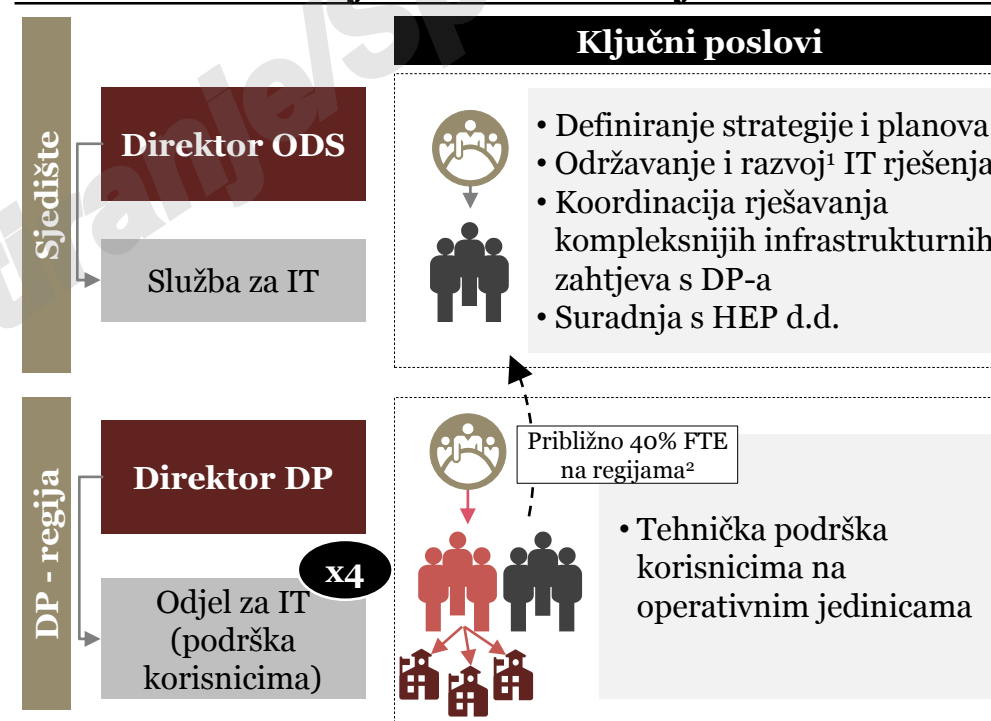 Ključni poslovi
Sjedište
Direktor ODS
Služba za IT
• Definiranje strategije i planova
• Održavanje i razvoj¹ IT rješenja
• Koordinacija rješavanja
kompleksnijih infrastrukturnih
zahtjeva s DP-a
• Suradnja s HEP d.d.
DP - regija
Direktor DP
x4
Odjel za IT
(podrška
korisnicima)
Približno 40% FTE
na regijama²
• Tehnička podrška
korisnicima na
operativnim jedinicama